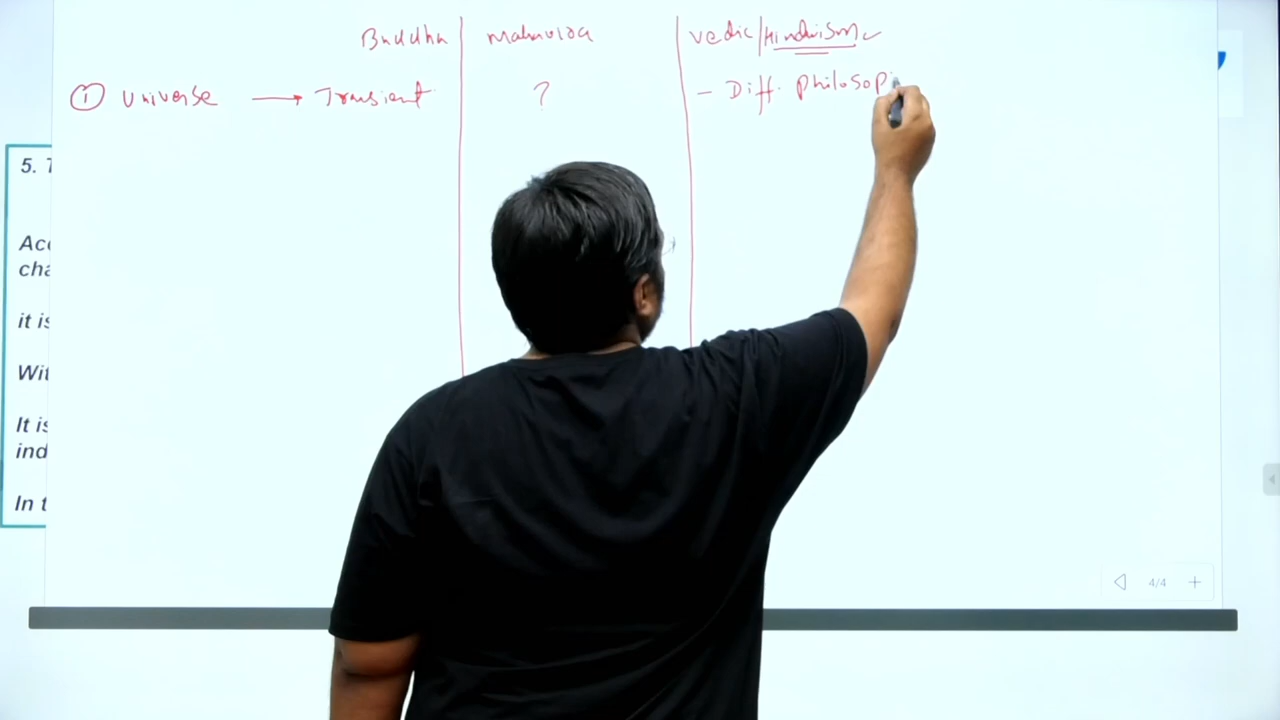 Buddha Mahavira Vedic/Hinduism
① Universe → Transient ? - Diff. Philosop
5. T
Acc
cha
it is
Wit
It is
ind
In t
4/4 +